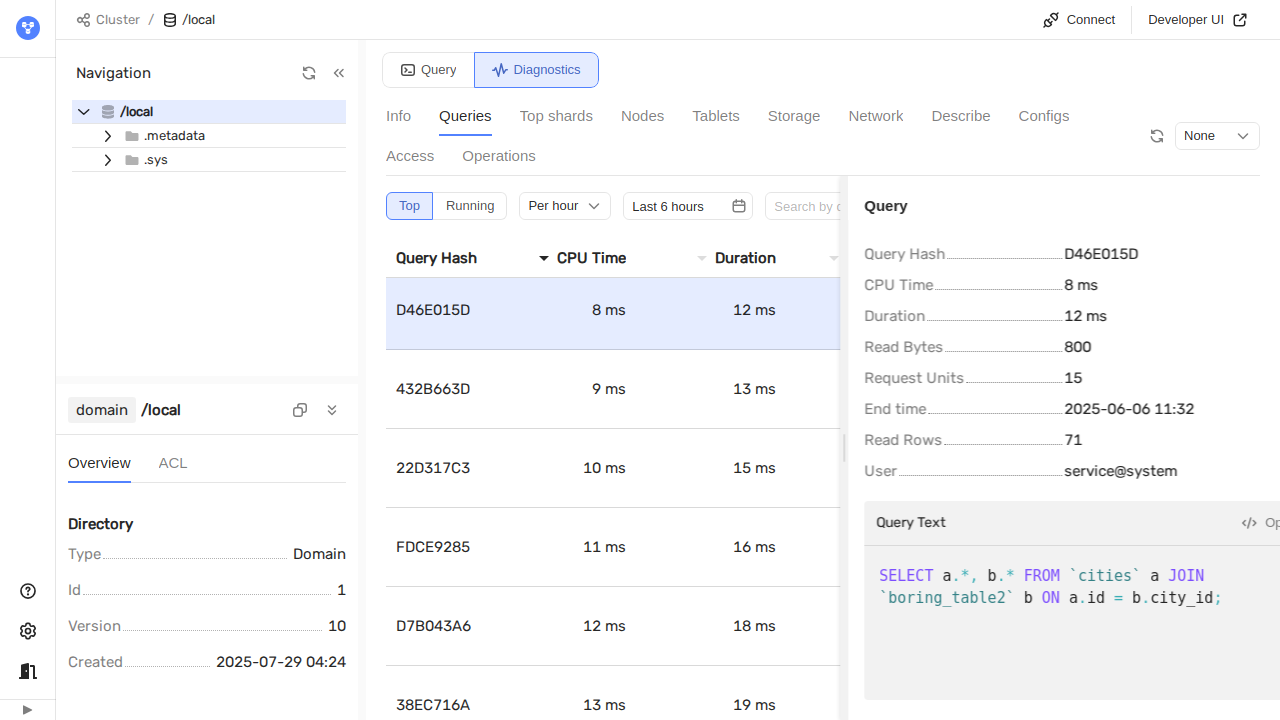 Cluster / /local
Connect
Developer UI
Navigation
/local
.metadata
.sys
domain /local
Overview
ACL
Directory
Type Domain
Id 1
Version 10
Created 2025-07-29 04:24
Query
Diagnostics
Info
Queries
Top shards
Nodes
Tablets
Storage
Network
Describe
Configs
Access
Operations
None
Top
Running
Per hour
Last 6 hours
Search by
Query Hash CPU Time Duration
D46E015D 8 ms 12 ms
432B663D 9 ms 13 ms
22D317C3 10 ms 15 ms
FDCE9285 11 ms 16 ms
D7B043A6 12 ms 18 ms
38EC716A 13 ms 19 ms
Query
Query Hash D46E015D
CPU Time 8 ms
Duration 12 ms
Read Bytes 800
Request Units 15
End time 2025-06-06 11:32
Read Rows 71
User service@system
Query Text
SELECT a.*, b.* FROM `cities` a JOIN
`boring_table2` b ON a.id = b.city_id;